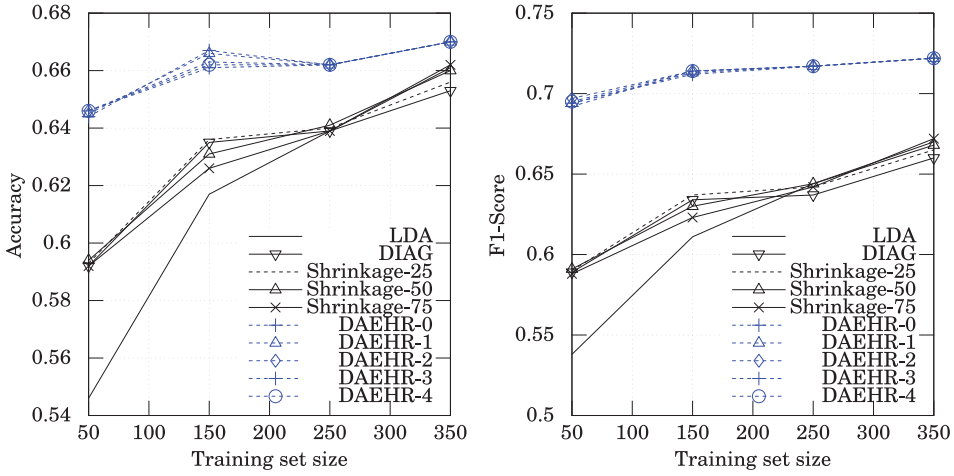 0.68
0.66
0.64
0.62
0.6
0.58
0.56
0.54
Accuracy
LDA
DIAG
Shrinkage-25
Shrinkage-50
Shrinkage-75
DAEHR-0
DAEHR-1
DAEHR-2
DAEHR-3
DAEHR-4
50 100 150 200 250 300 350
Training set size
0.75
0.7
0.65
0.6
0.55
0.5
F1-Score
LDA
DIAG
Shrinkage-25
Shrinkage-50
Shrinkage-75
DAEHR-0
DAEHR-1
DAEHR-2
DAEHR-3
DAEHR-4
50 100 150 200 250 300 350
Training set size